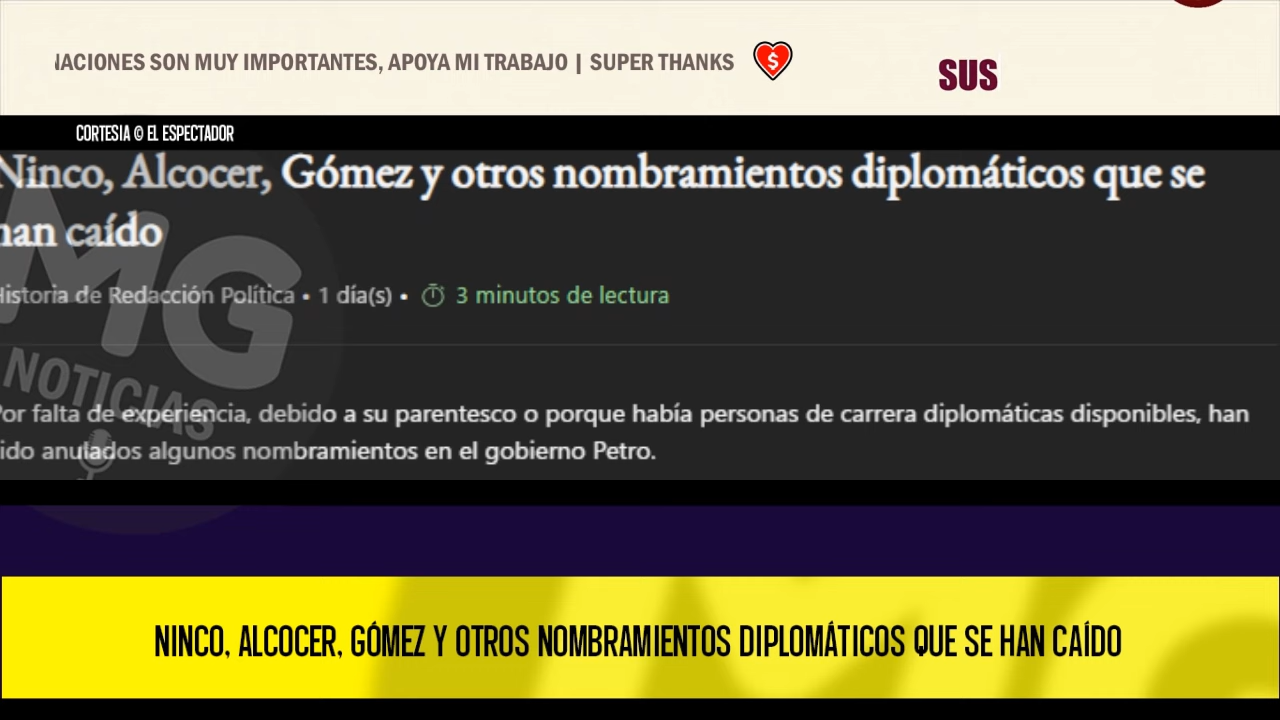 NACIONES SON MUY IMPORTANTES, APOYA MI TRABAJO | SUPER THANKS
SUS
CORTESIA © EL ESPECTADOR
Ninco, Alcocer, Gómez y otros nombramientos diplomáticos que se
han caído
Historia de Redacción Política • 1 día(s) • 3 minutos de lectura
MG
NOTICIAS
Por falta de experiencia, debido a su parentesco o porque había personas de carrera diplomáticas disponibles, han
sido anulados algunos nombramientos en el gobierno Petro.
NINCO, ALCOCER, GÓMEZ Y OTROS NOMBRAMIENTOS DIPLOMÁTICOS QUE SE HAN CAÍDO